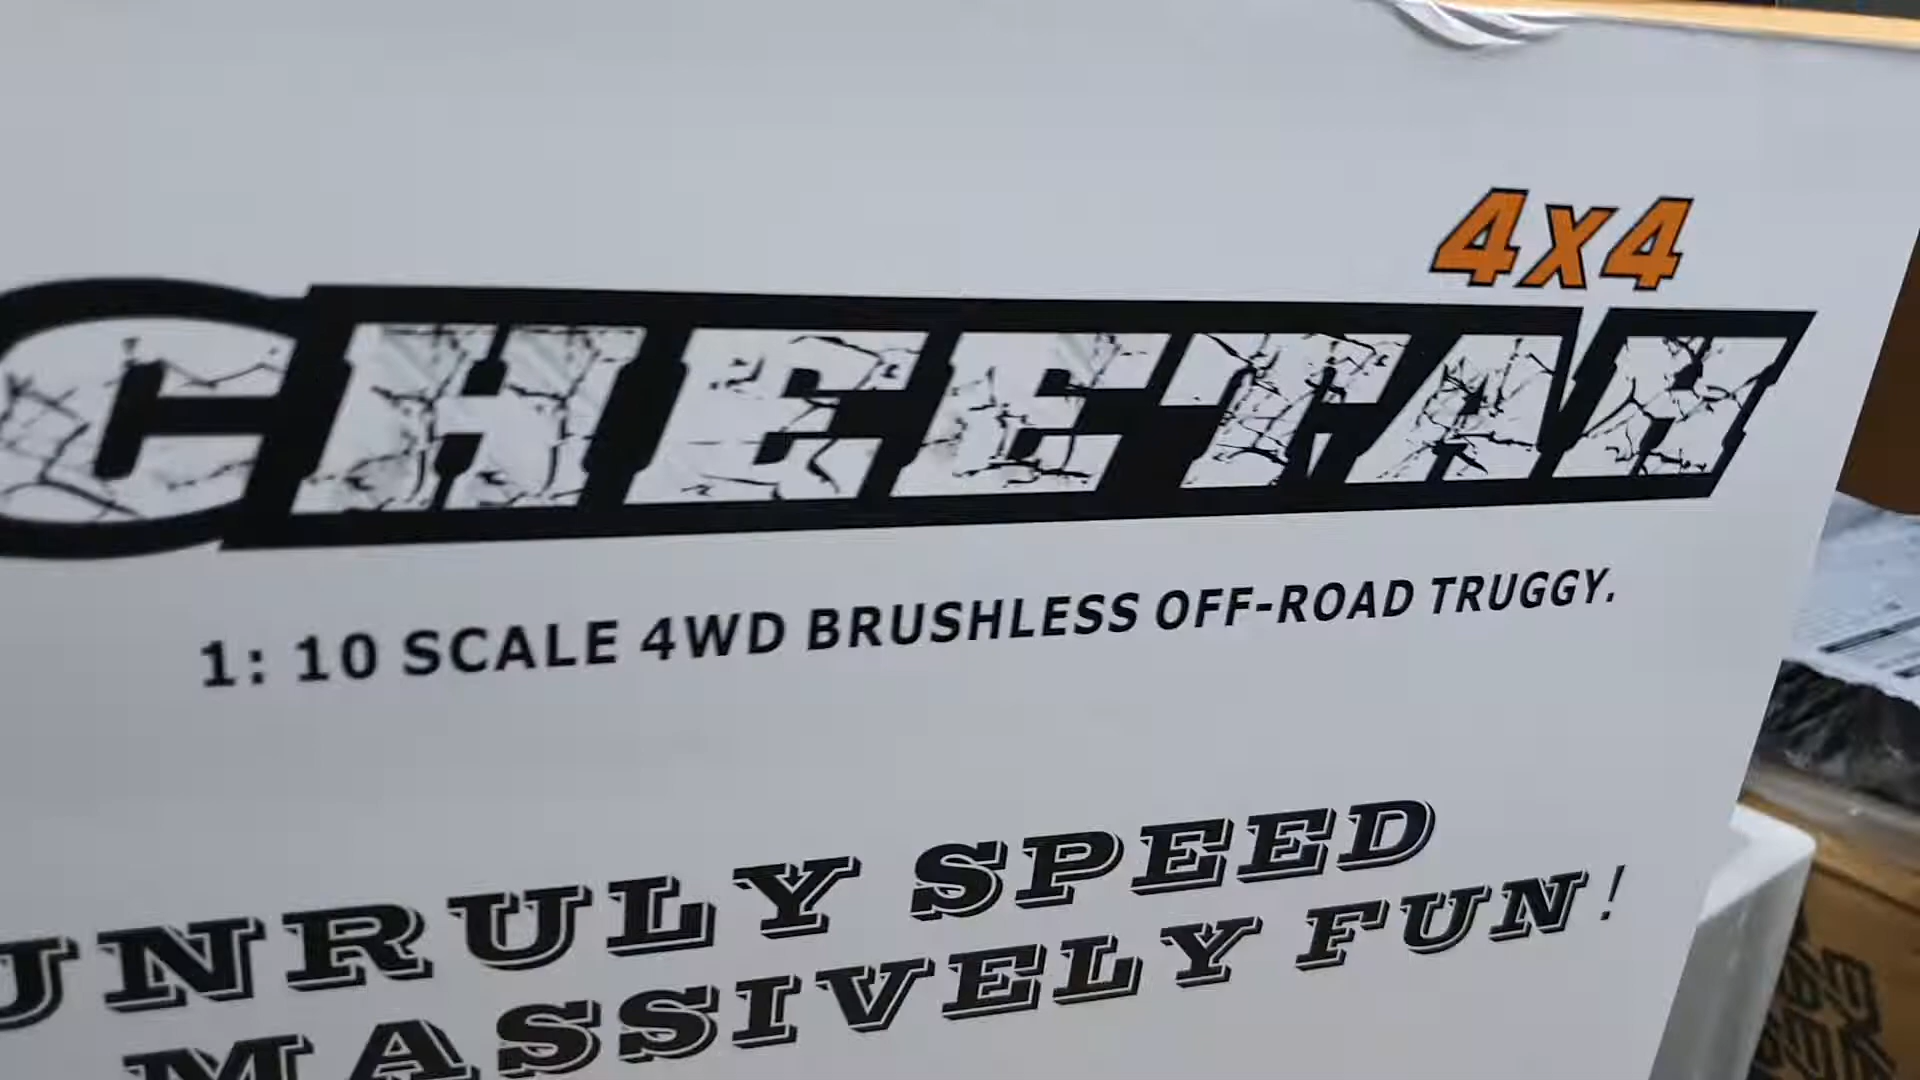 4x4
CHEETAH
1: 10 SCALE 4WD BRUSHLESS OFF-ROAD TRUGGY.
UNRULY SPEED
MASSIVELY FUN!